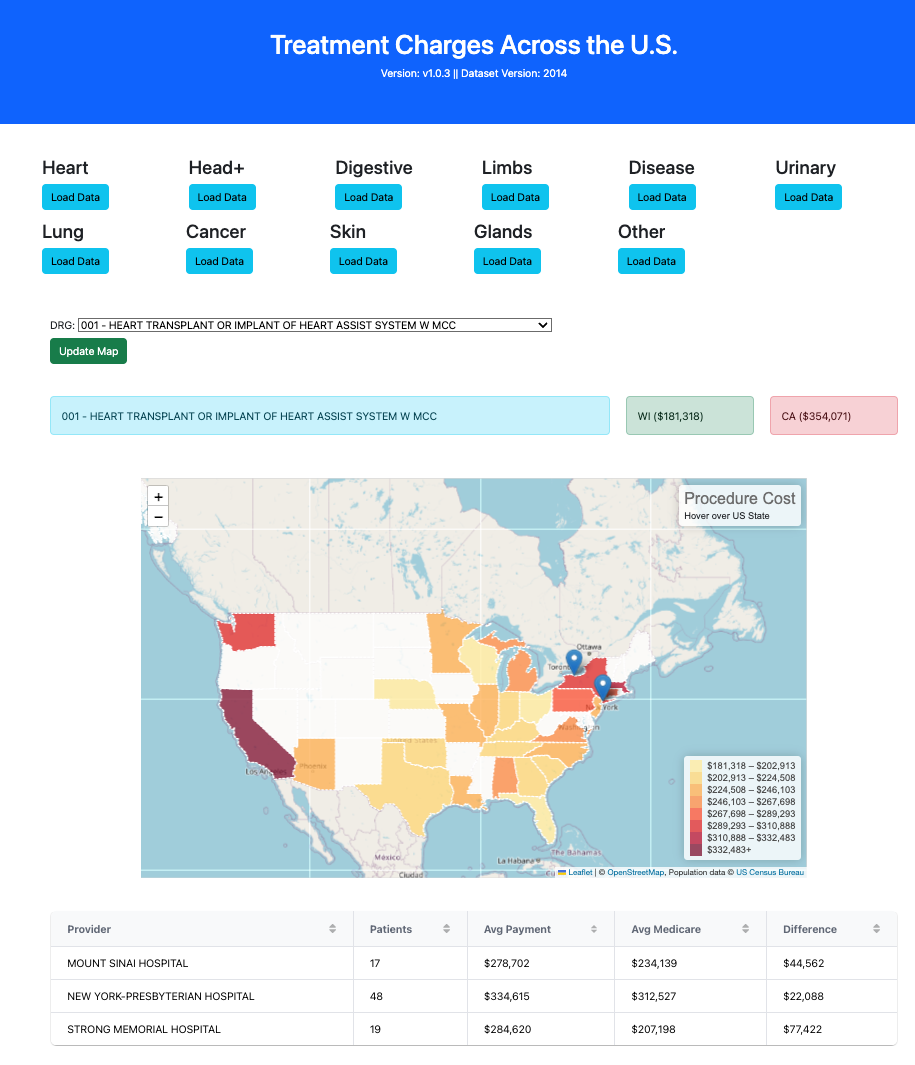 Treatment Charges Across the U.S.
Version: v1.0.3 || Dataset Version: 2014
Heart Head+ Digestive Limbs Disease Urinary
Load Data Load Data Load Data Load Data Load Data Load Data
Lung Cancer Skin Glands Other
Load Data Load Data Load Data Load Data Load Data
DRG: 001 - HEART TRANSPLANT OR IMPLANT OF HEART ASSIST SYSTEM W MCC
Update Map
001 - HEART TRANSPLANT OR IMPLANT OF HEART ASSIST SYSTEM W MCC WI ($181,318) CA ($354,071)
+
−
Procedure Cost
Hover over US State
Ottawa
Toronto
New York
Washington
United States
Phoenix
Los Angeles
$181,318 – $202,913
$202,913 – $224,508
$224,508 – $246,103
$246,103 – $267,698
$267,698 – $289,293
$289,293 – $310,888
$310,888 – $332,483
$332,483+
The Bahamas
México
La Habana
Ciudad
Leaflet | © OpenStreetMap, Population data © US Census Bureau
Provider Patients Avg Payment Avg Medicare Difference
MOUNT SINAI HOSPITAL 17 $278,702 $234,139 $44,562
NEW YORK-PRESBYTERIAN HOSPITAL 48 $334,615 $312,527 $22,088
STRONG MEMORIAL HOSPITAL 19 $284,620 $207,198 $77,422